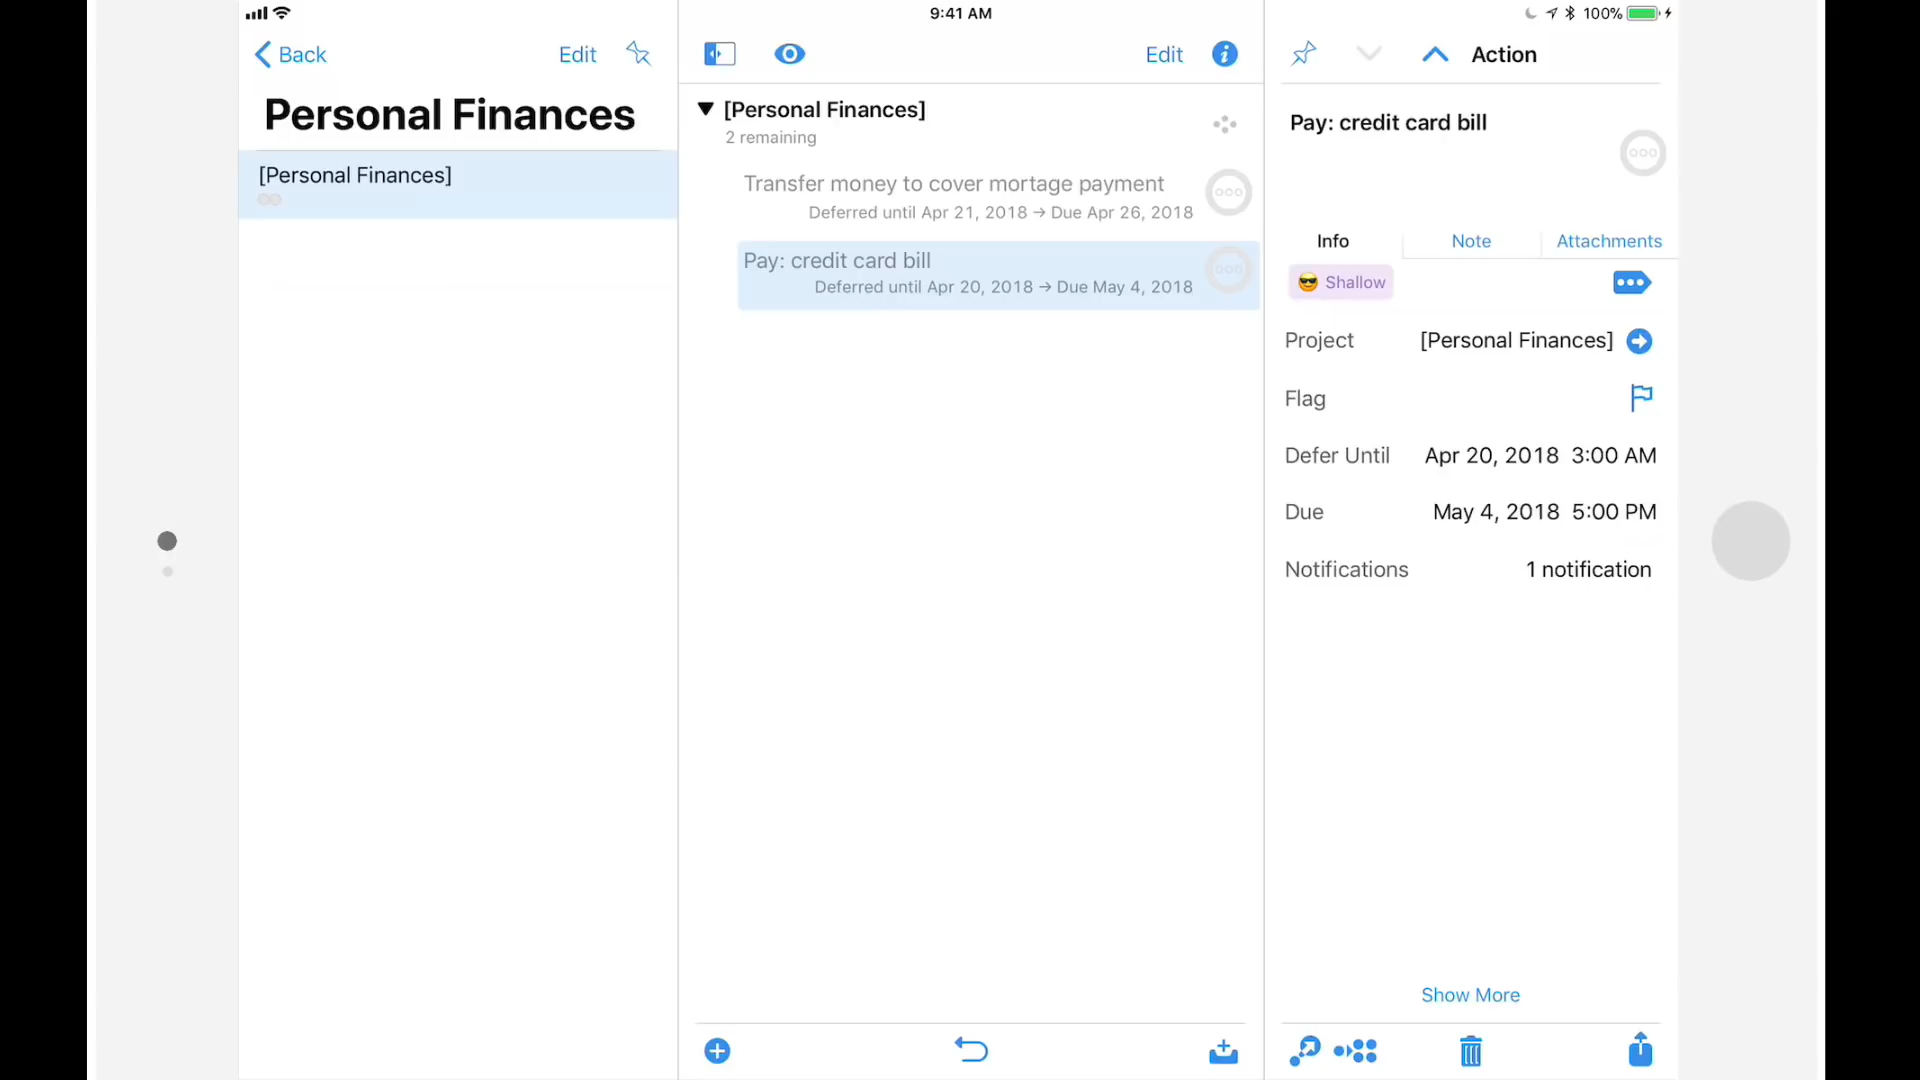 9:41 AM
100%
Back
Edit
Personal Finances
[Personal Finances]
Edit
[Personal Finances]
2 remaining
Transfer money to cover mortage payment
Deferred until Apr 21, 2018 → Due Apr 26, 2018
Pay: credit card bill
Deferred until Apr 20, 2018 → Due May 4, 2018
Action
Pay: credit card bill
Info
Note
Attachments
😎 Shallow
Project [Personal Finances]
Flag
Defer Until Apr 20, 2018 3:00 AM
Due May 4, 2018 5:00 PM
Notifications 1 notification
Show More